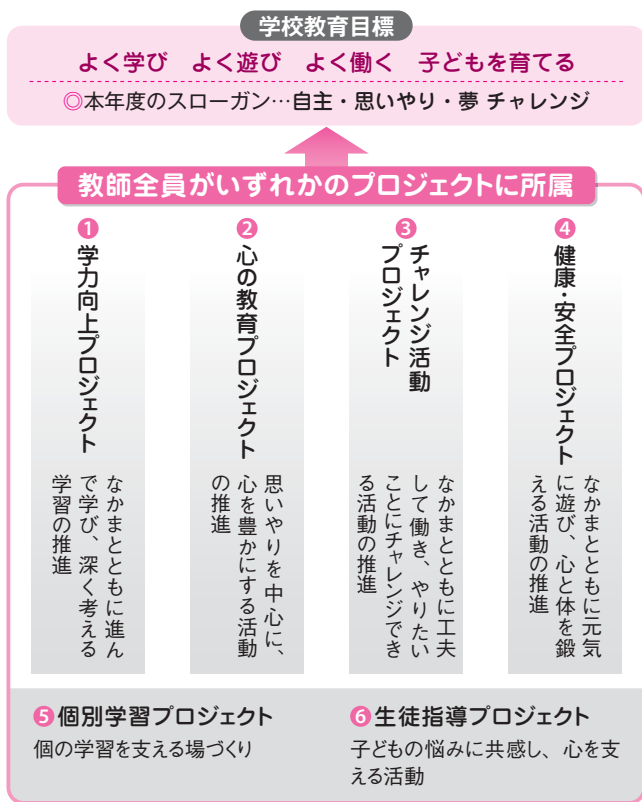 学校教育目標
よく学び よく遊び よく働く 子どもを育てる
◎本年度のスローガン…自主・思いやり・夢 チャレンジ
教師全員がいずれかのプロジェクトに所属
❶
学力向上プロジェクト
なかまとともに進ん
で学び、深く考える
学習の推進
❷
心の教育プロジェクト
思いやりを中心に、
心を豊かにする活動
の推進
❸
チャレンジ活動
プロジェクト
なかまとともに工夫
して働き、やりたい
ことにチャレンジでき
る活動の推進
❹
健康・安全プロジェクト
なかまとともに元気
に遊び、心と体を鍛
える活動の推進
❺個別学習プロジェクト
個の学習を支える場づくり
❻生徒指導プロジェクト
子どもの悩みに共感し、心を支
える活動